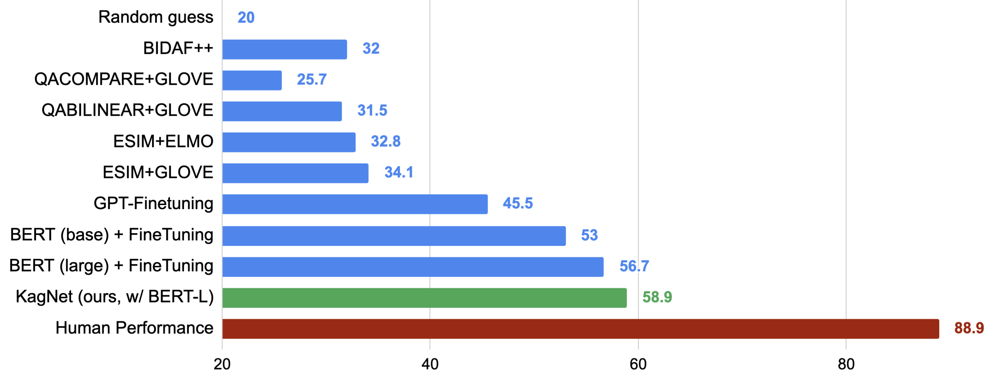 Random guess 20
BIDAF++ 32
QACOMPARE+GLOVE 25.7
QABILINEAR+GLOVE 31.5
ESIM+ELMO 32.8
ESIM+GLOVE 34.1
GPT-Finetuning 45.5
BERT (base) + FineTuning 53
BERT (large) + FineTuning 56.7
KagNet (ours, w/ BERT-L) 58.9
Human Performance 88.9
20 40 60 80